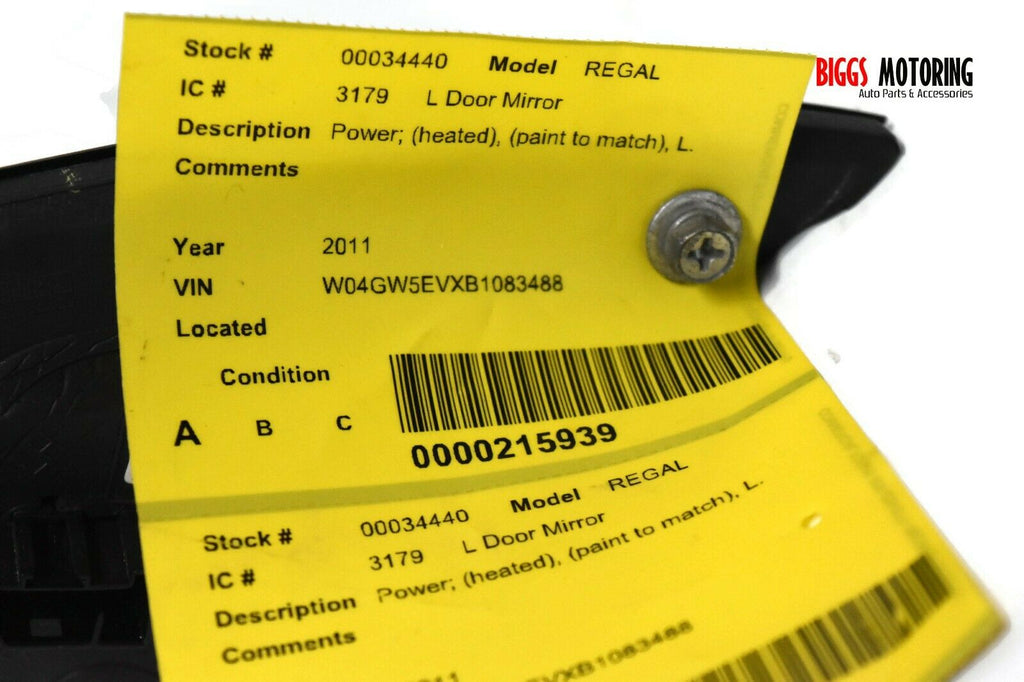 BIGGS MOTORING
Auto Parts & Accessories
Stock # 00034440 Model REGAL
IC # 3179 L Door Mirror
Description Power; (heated), (paint to match), L.
Comments
Year 2011
VIN W04GW5EVXB1083488
Located
Condition
A B C
0000215939
Stock # 00034440 Model REGAL
IC # 3179 L Door Mirror
Description Power; (heated), (paint to match), L.
Comments